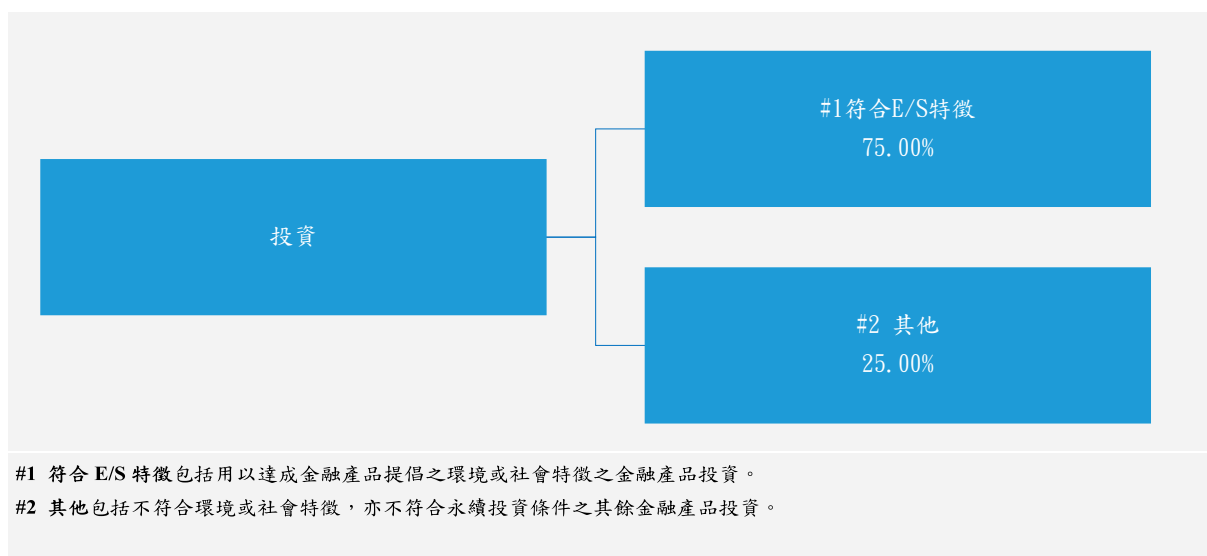 #1符合E/S特徵
75.00%
投資
#2 其他
25.00%
#1 符合 E/S 特徵包括用以達成金融產品提倡之環境或社會特徵之金融產品投資。
#2 其他包括不符合環境或社會特徵，亦不符合永續投資條件之其餘金融產品投資。